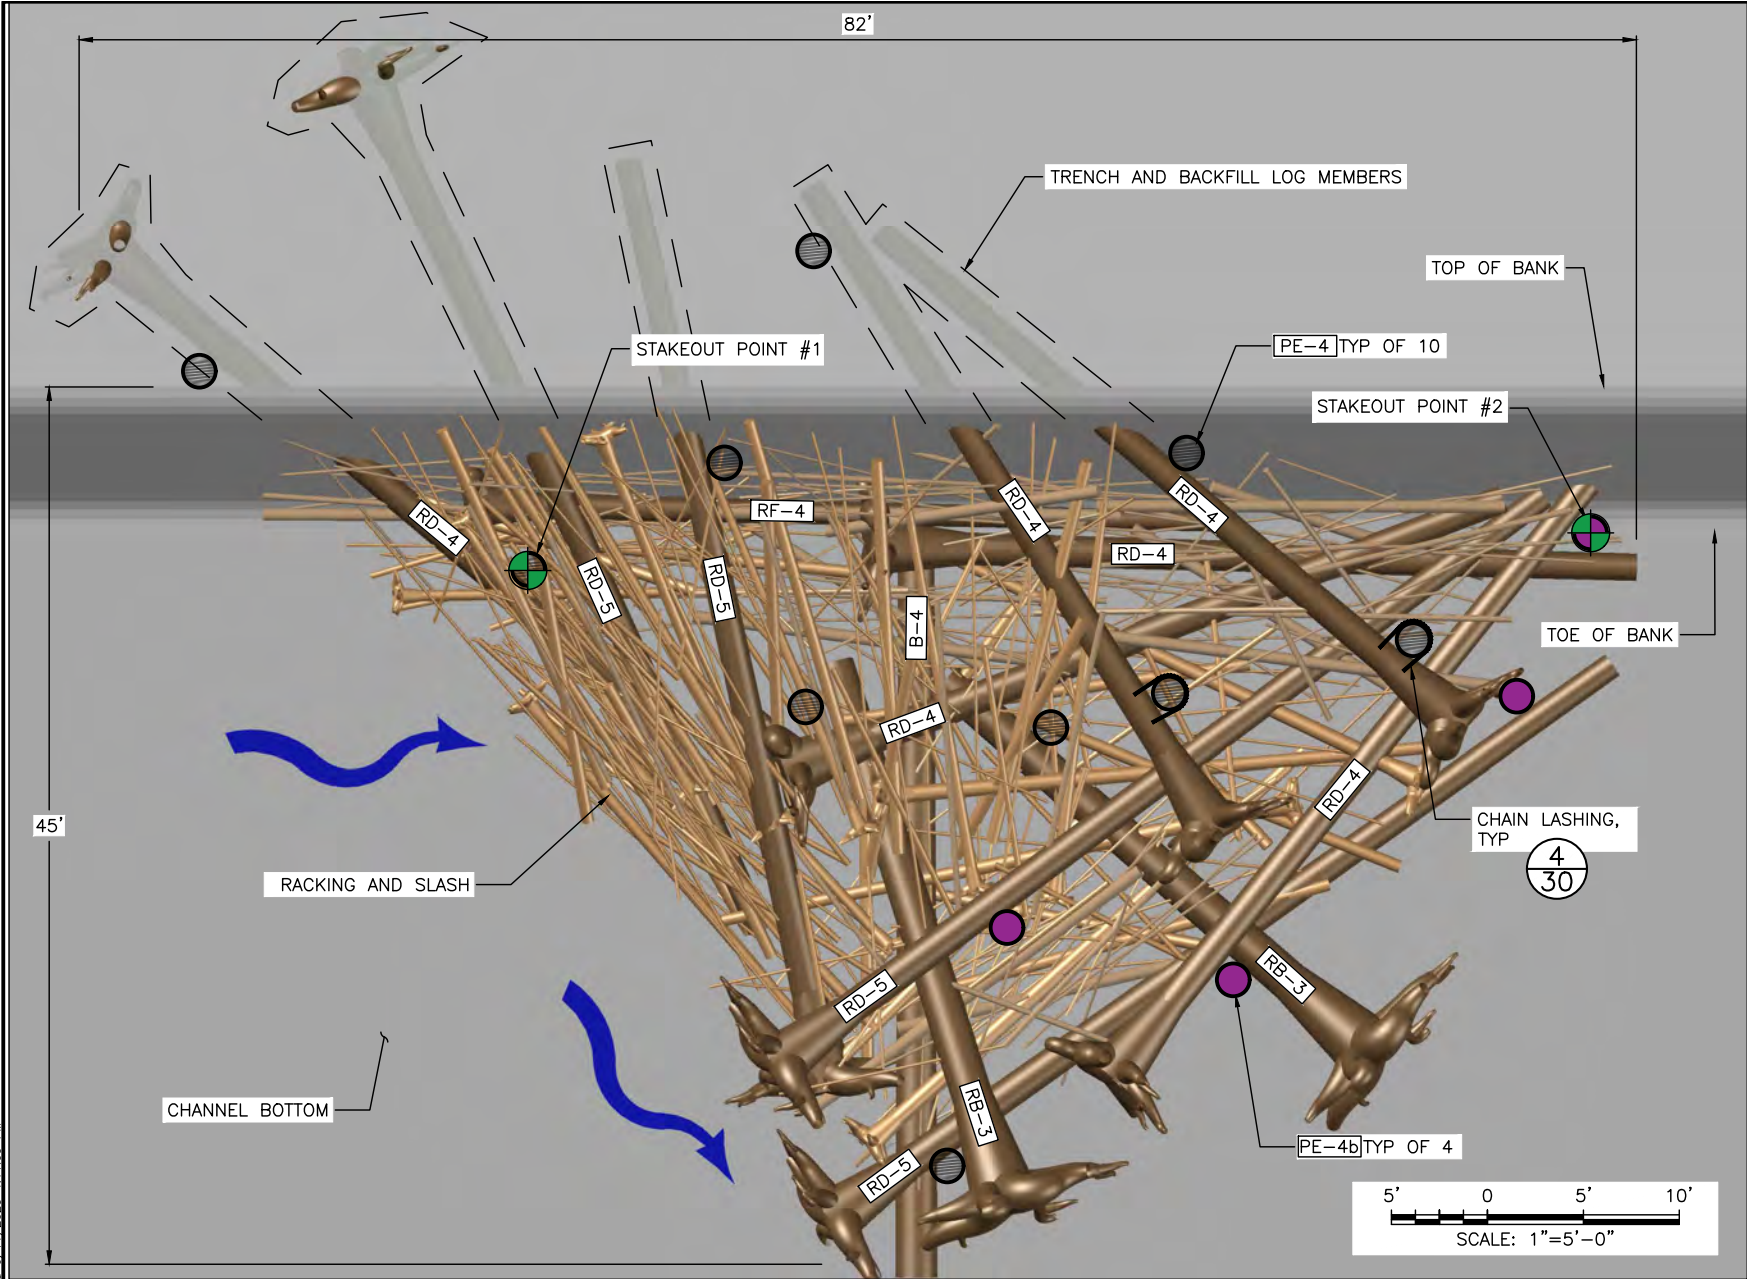 82'
TRENCH AND BACKFILL LOG MEMBERS
TOP OF BANK
STAKEOUT POINT #1
PE-4 TYP OF 10
STAKEOUT POINT #2
RD-4
RF-4
RD-4
RD-4
RD-4
RD-5
RD-5
B-4
TOE OF BANK
RD-4
RD-4
45'
CHAIN LASHING,
TYP
4
30
RACKING AND SLASH
RD-5
RB-3
CHANNEL BOTTOM
RB-3
RD-5
PE-4b TYP OF 4
5' 0 5' 10'
SCALE: 1"=5'-0"